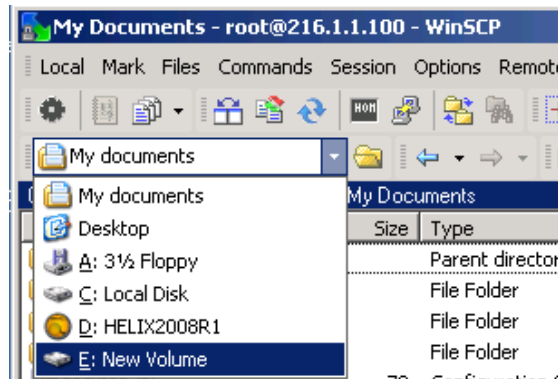 My Documents - root@216.1.1.100 - WinSCP
Local Mark Files Commands Session Options Remot
My documents
My Documents
My documents
Size Type
Desktop
A: 3½ Floppy
Parent director
C: Local Disk
File Folder
D: HELIX2008R1
File Folder
E: New Volume
File Folder